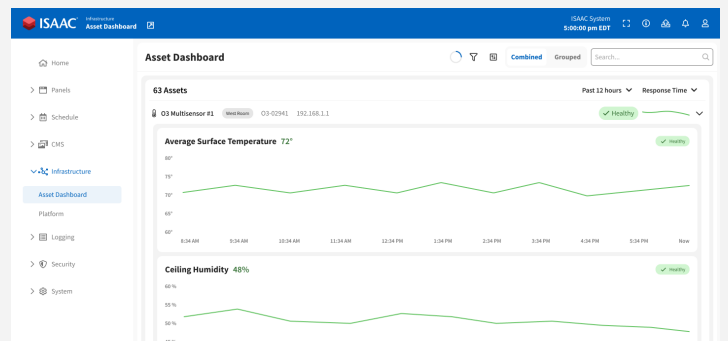 ISAAC
Infrastructure
Asset Dashboard
ISAAC System
5:00:00 pm EDT
Home
Panels
Schedule
CMS
Infrastructure
Asset Dashboard
Platform
Logging
Security
System
Asset Dashboard
Combined
Grouped
Search...
63 Assets
Past 12 hours
Response Time
O3 Multisensor #1
West Room
O3-02941
192.168.1.1
Healthy
Average Surface Temperature 72°
Healthy
80°
75°
70°
65°
60°
8:34 AM 9:34 AM 10:34 AM 11:34 AM 12:34 PM 1:34 PM 2:34 PM 3:34 PM 4:34 PM 5:34 PM Now
Ceiling Humidity 48%
Healthy
60 %
55 %
50 %